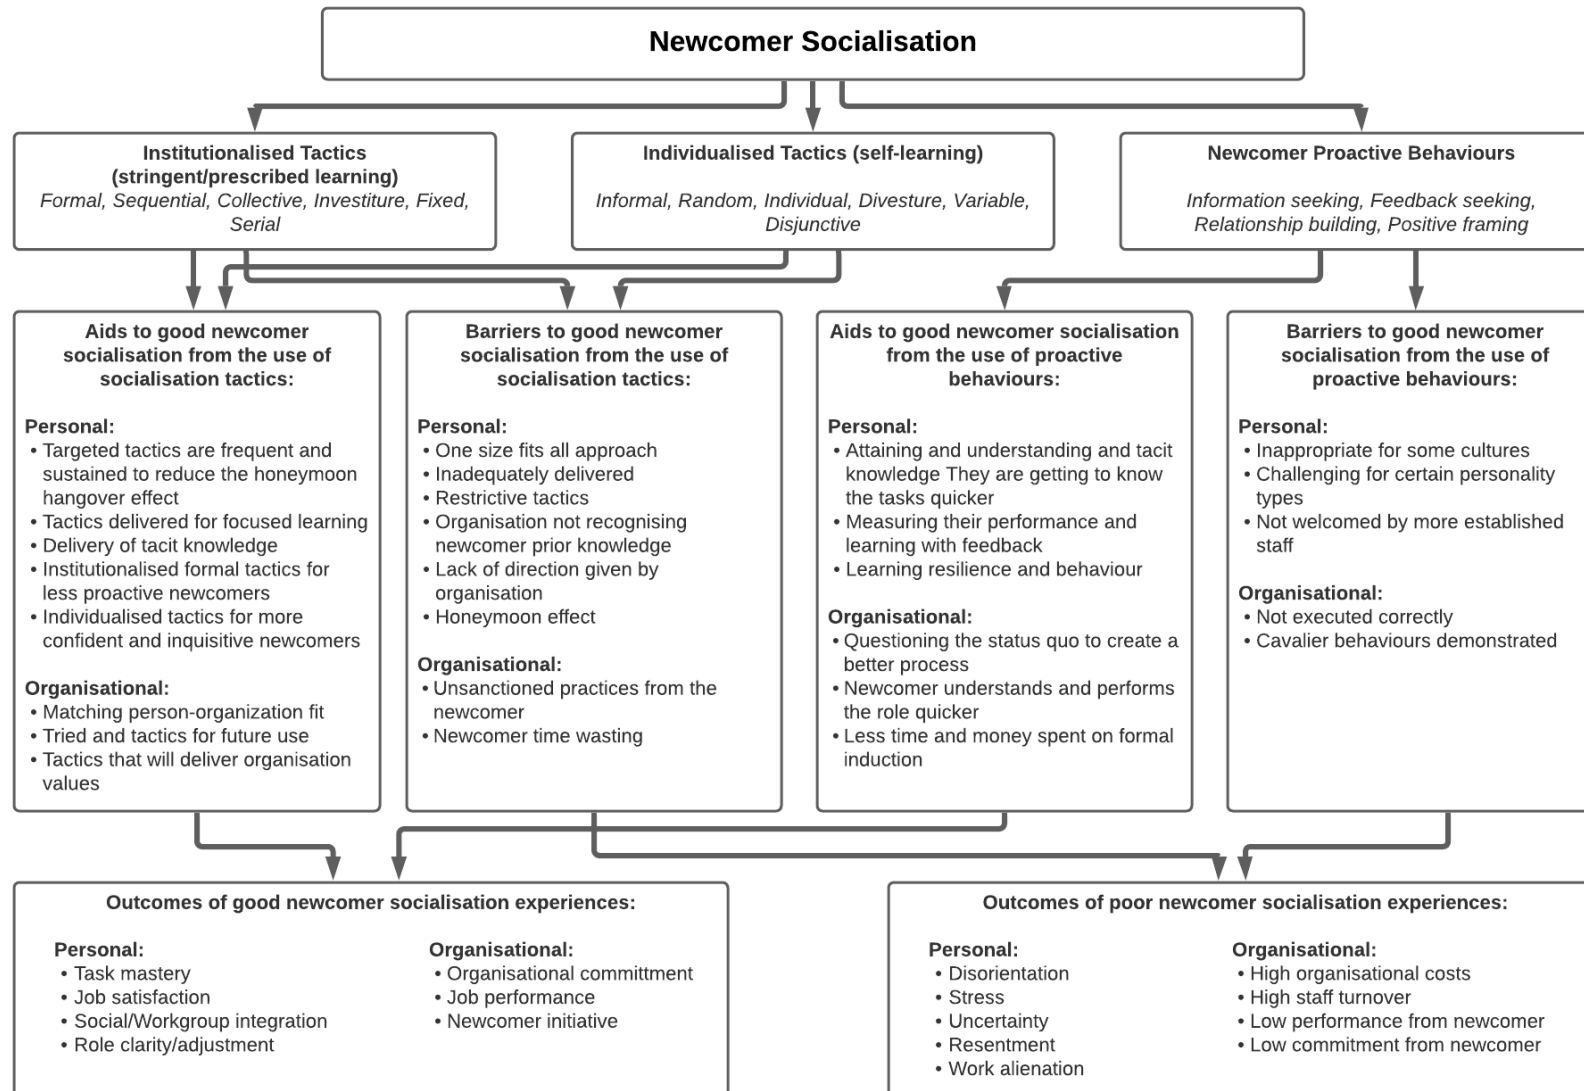 Newcomer Socialisation
Institutionalised Tactics
(stringent/prescribed learning)
Formal, Sequential, Collective, Investiture, Fixed,
Serial
Individualised Tactics (self-learning)
Informal, Random, Individual, Divesture, Variable,
Disjunctive
Newcomer Proactive Behaviours
Information seeking, Feedback seeking,
Relationship building, Positive framing
Aids to good newcomer
socialisation from the use of
socialisation tactics:
Personal:
• Targeted tactics are frequent and
sustained to reduce the honeymoon
hangover effect
• Tactics delivered for focused learning
• Delivery of tacit knowledge
• Institutionalised formal tactics for
less proactive newcomers
• Individualised tactics for more
confident and inquisitive newcomers
Organisational:
• Matching person-organization fit
• Tried and tactics for future use
• Tactics that will deliver organisation
values
Barriers to good newcomer
socialisation from the use of
socialisation tactics:
Personal:
• One size fits all approach
• Inadequately delivered
• Restrictive tactics
• Organisation not recognising
newcomer prior knowledge
• Lack of direction given by
organisation
• Honeymoon effect
Organisational:
• Unsanctioned practices from the
newcomer
• Newcomer time wasting
Aids to good newcomer socialisation
from the use of proactive
behaviours:
Personal:
• Attaining and understanding and tacit
knowledge They are getting to know
the tasks quicker
• Measuring their performance and
learning with feedback
• Learning resilience and behaviour
Organisational:
• Questioning the status quo to create a
better process
• Newcomer understands and performs
the role quicker
• Less time and money spent on formal
induction
Barriers to good newcomer
socialisation from the use of
proactive behaviours:
Personal:
• Inappropriate for some cultures
• Challenging for certain personality
types
• Not welcomed by more established
staff
Organisational:
• Not executed correctly
• Cavalier behaviours demonstrated
Outcomes of good newcomer socialisation experiences:
Personal:
• Task mastery
• Job satisfaction
• Social/Workgroup integration
• Role clarity/adjustment
Organisational:
• Organisational committment
• Job performance
• Newcomer initiative
Outcomes of poor newcomer socialisation experiences:
Personal:
• Disorientation
• Stress
• Uncertainty
• Resentment
• Work alienation
Organisational:
• High organisational costs
• High staff turnover
• Low performance from newcomer
• Low commitment from newcomer